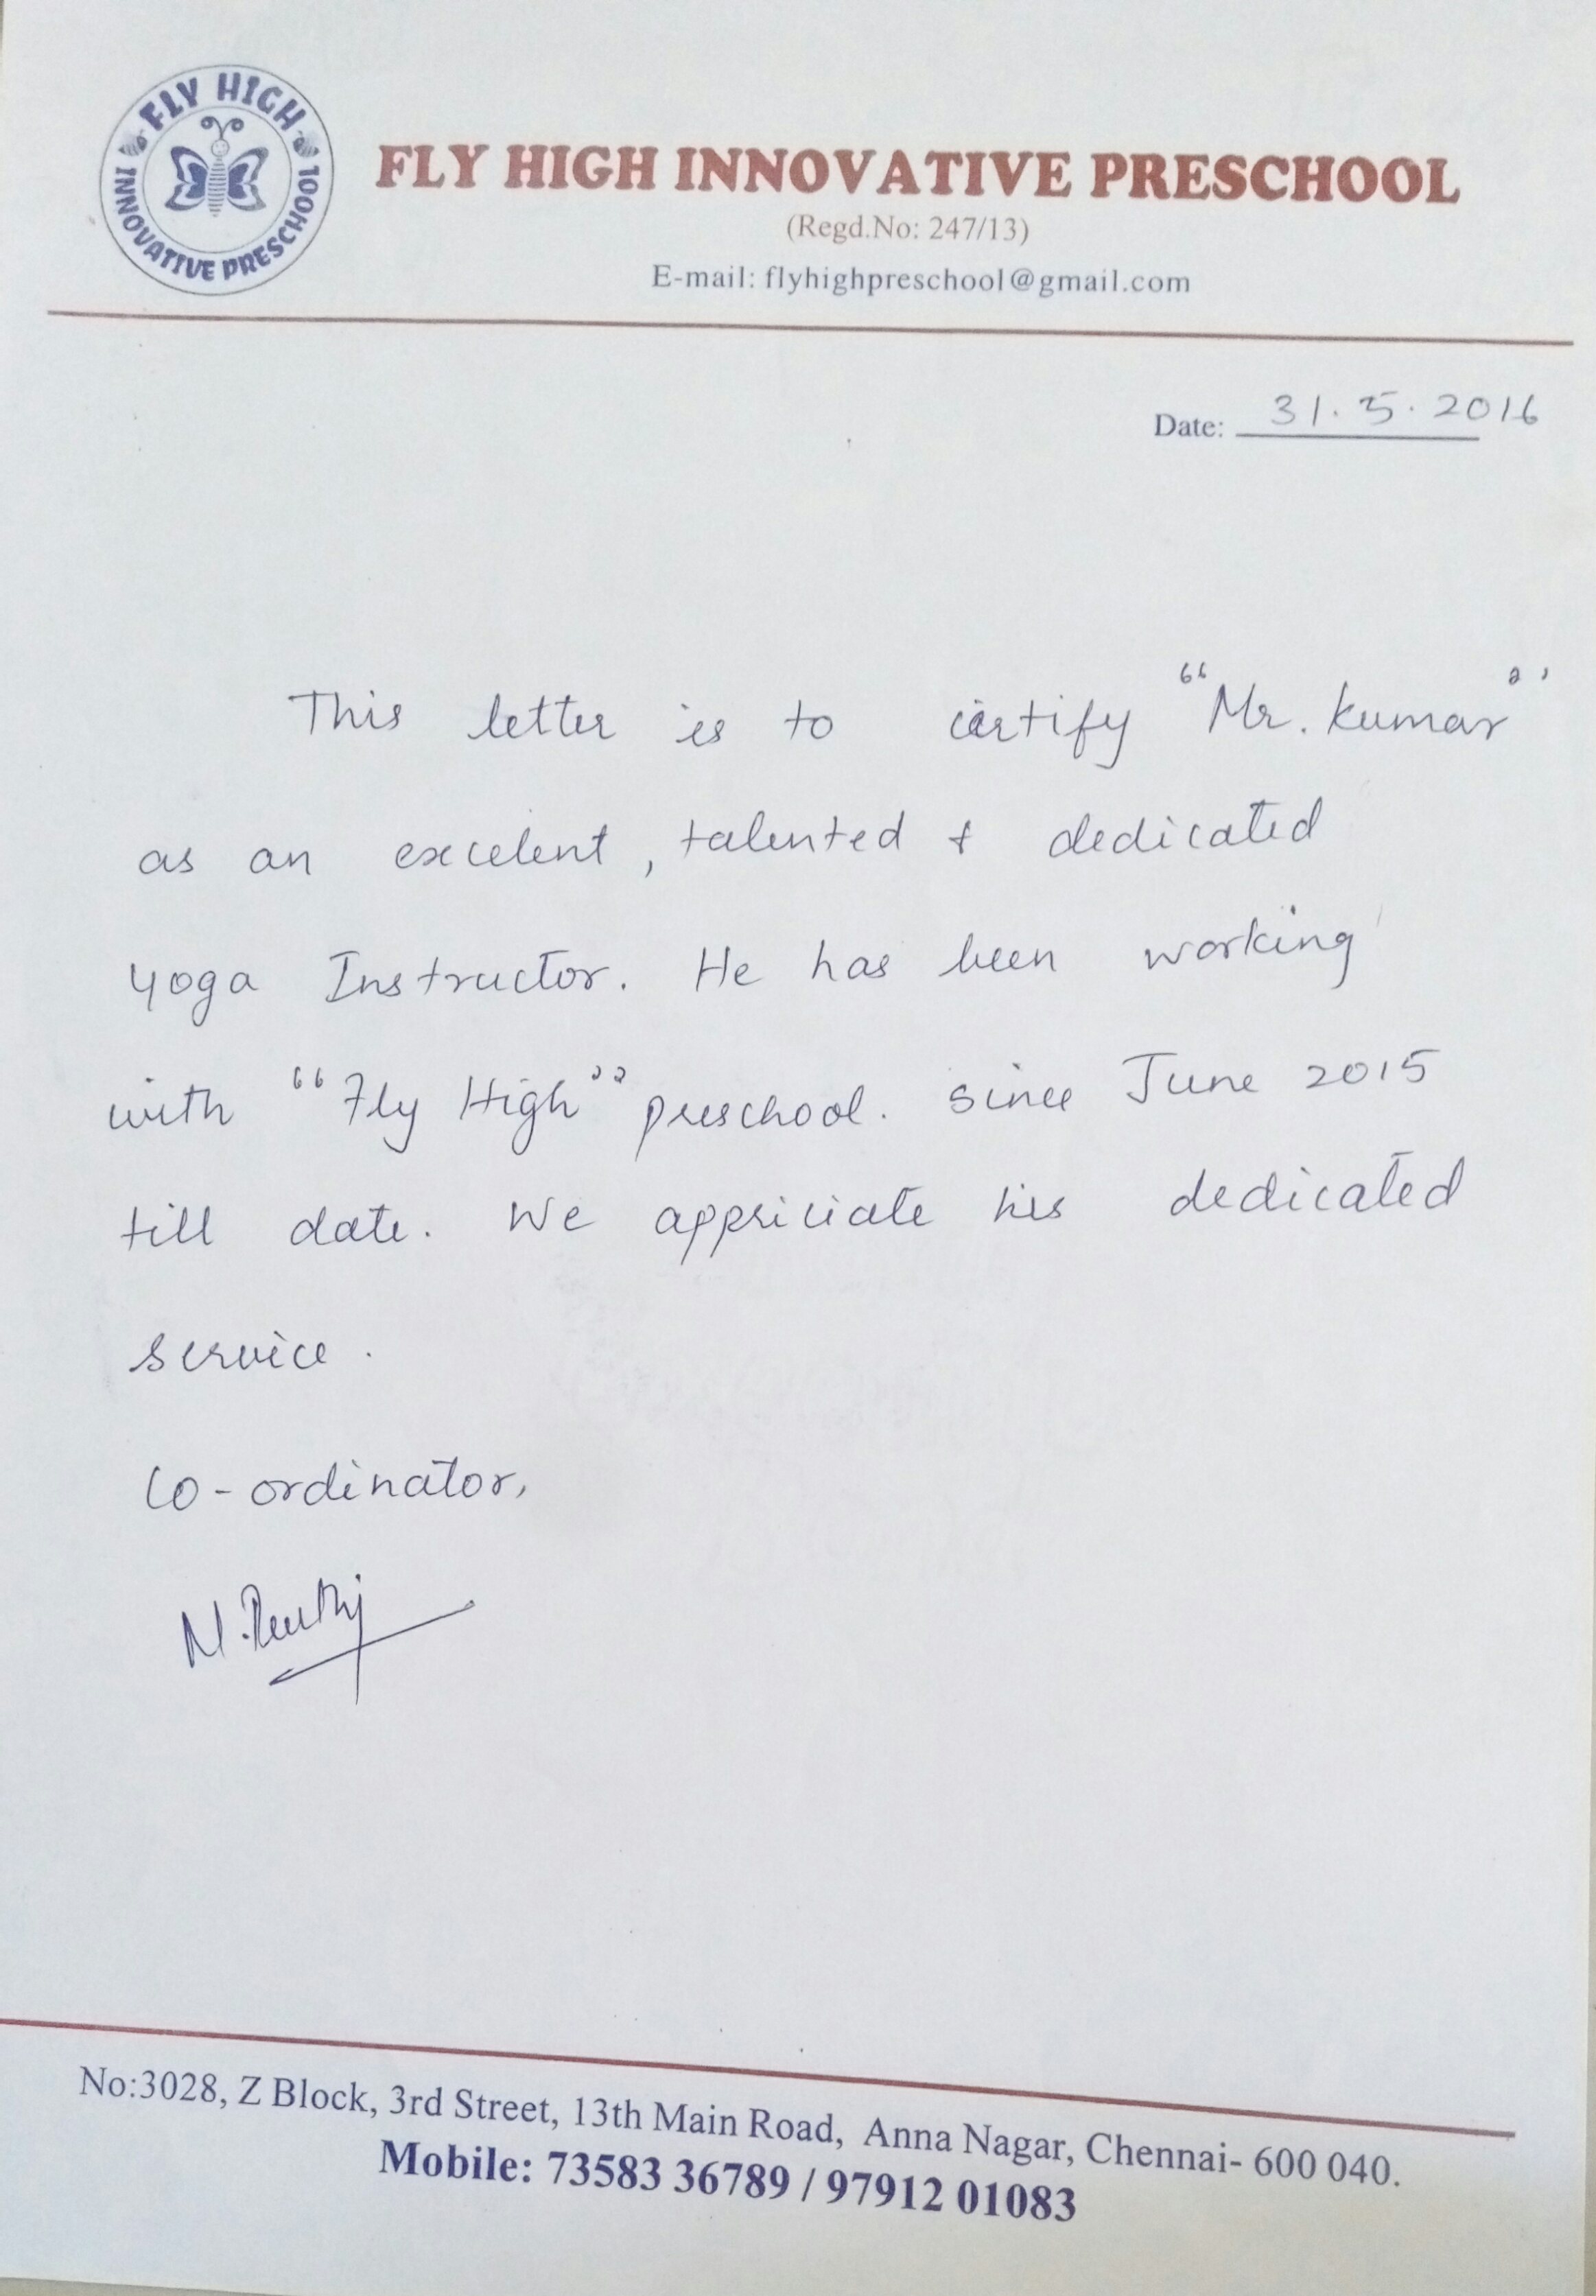 FLY HIGH
INNOVATIVE PRESCHOOL
FLY HIGH INNOVATIVE PRESCHOOL
(Regd.No: 247/13)
E-mail: flyhighpreschool@gmail.com
Date: 31.5.2016
This letter is to certify "Mr. Kumar"
as an excelent, talented & dedicated
yoga Instructor. He has been working
with "Fly High" preschool. since June 2015
till date. We appriciate his dedicated
service.
Co-ordinator,
No:3028, Z Block, 3rd Street, 13th Main Road, Anna Nagar, Chennai- 600 040.
Mobile: 73583 36789 / 97912 01083